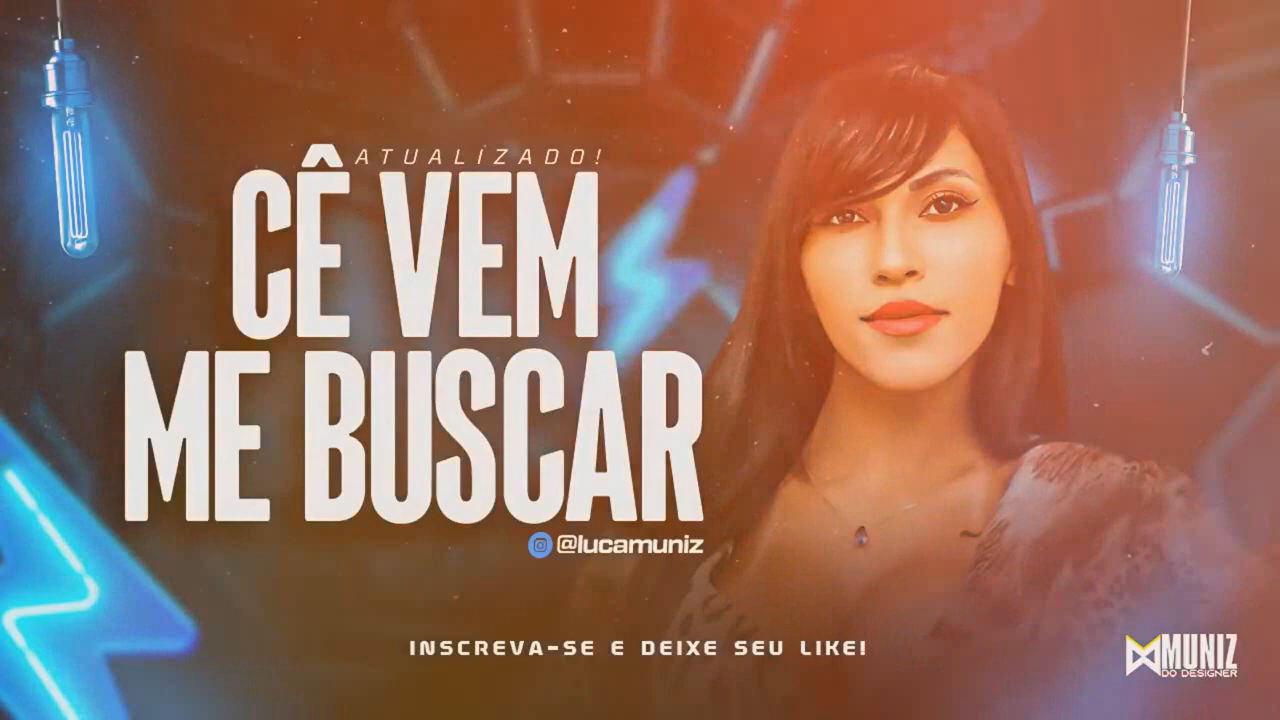 ATUALIZADO!
CÊ VEM
ME BUSCAR
@lucamuniz
INSCREVA-SE E DEIXE SEU LIKE!
MUNIZ
DO DESIGNER